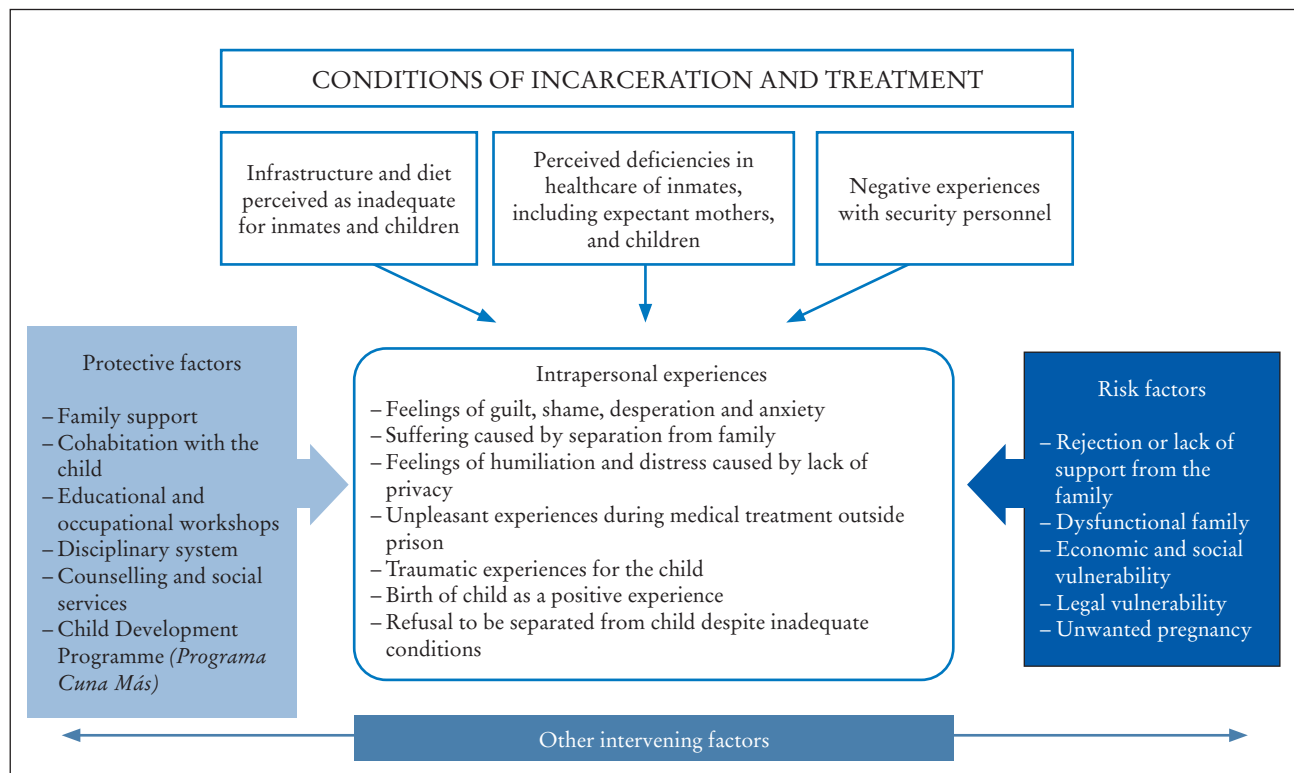 CONDITIONS OF INCARCERATION AND TREATMENT
Infrastructure and diet
perceived as inadequate
for inmates and children
Perceived deficiencies in
healthcare of inmates,
including expectant mothers,
and children
Negative experiences
with security personnel
Protective factors
– Family support
– Cohabitation with the
child
– Educational and
occupational workshops
– Disciplinary system
– Counselling and social
services
– Child Development
Programme (Programa
Cuna Más)
Intrapersonal experiences
– Feelings of guilt, shame, desperation and anxiety
– Suffering caused by separation from family
– Feelings of humiliation and distress caused by lack of
privacy
– Unpleasant experiences during medical treatment outside
prison
– Traumatic experiences for the child
– Birth of child as a positive experience
– Refusal to be separated from child despite inadequate
conditions
Risk factors
– Rejection or lack of
support from the
family
– Dysfunctional family
– Economic and social
vulnerability
– Legal vulnerability
– Unwanted pregnancy
Other intervening factors